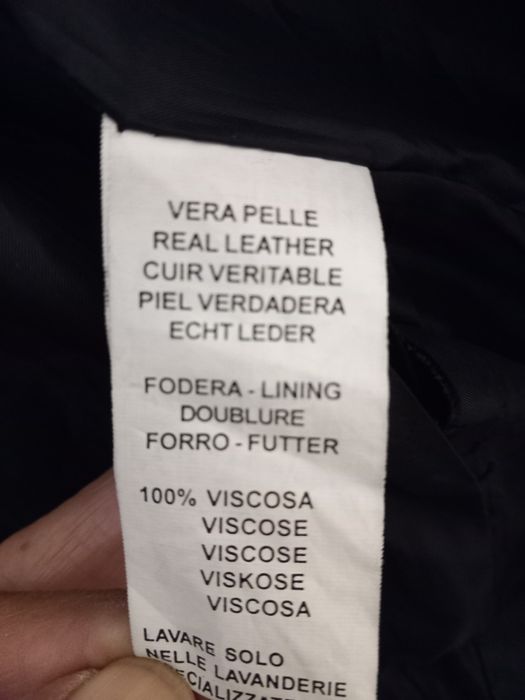 VERA PELLE
REAL LEATHER
CUIR VERITABLE
PIEL VERDADERA
ECHT LEDER
FODERA - LINING
DOUBLURE
FORRO - FUTTER
100% VISCOSA
VISCOSE
VISCOSE
VISKOSE
VISCOSA
LAVARE SOLO
NELLE LAVANDERIE